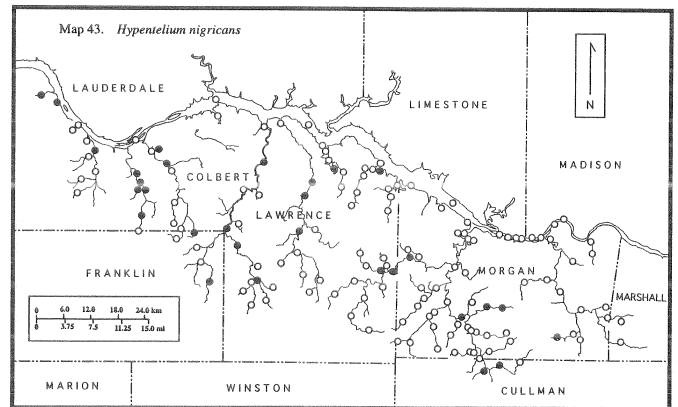 Map 43. Hypentelium nigricans
LAUDERDALE
LIMESTONE
N
MADISON
COLBERT
LAWRENCE
FRANKLIN
MORGAN
MARSHALL
0 6.0 12.0 18.0 24.0 km
0 3.75 7.5 11.25 15.0 mi
MARION
WINSTON
CULLMAN